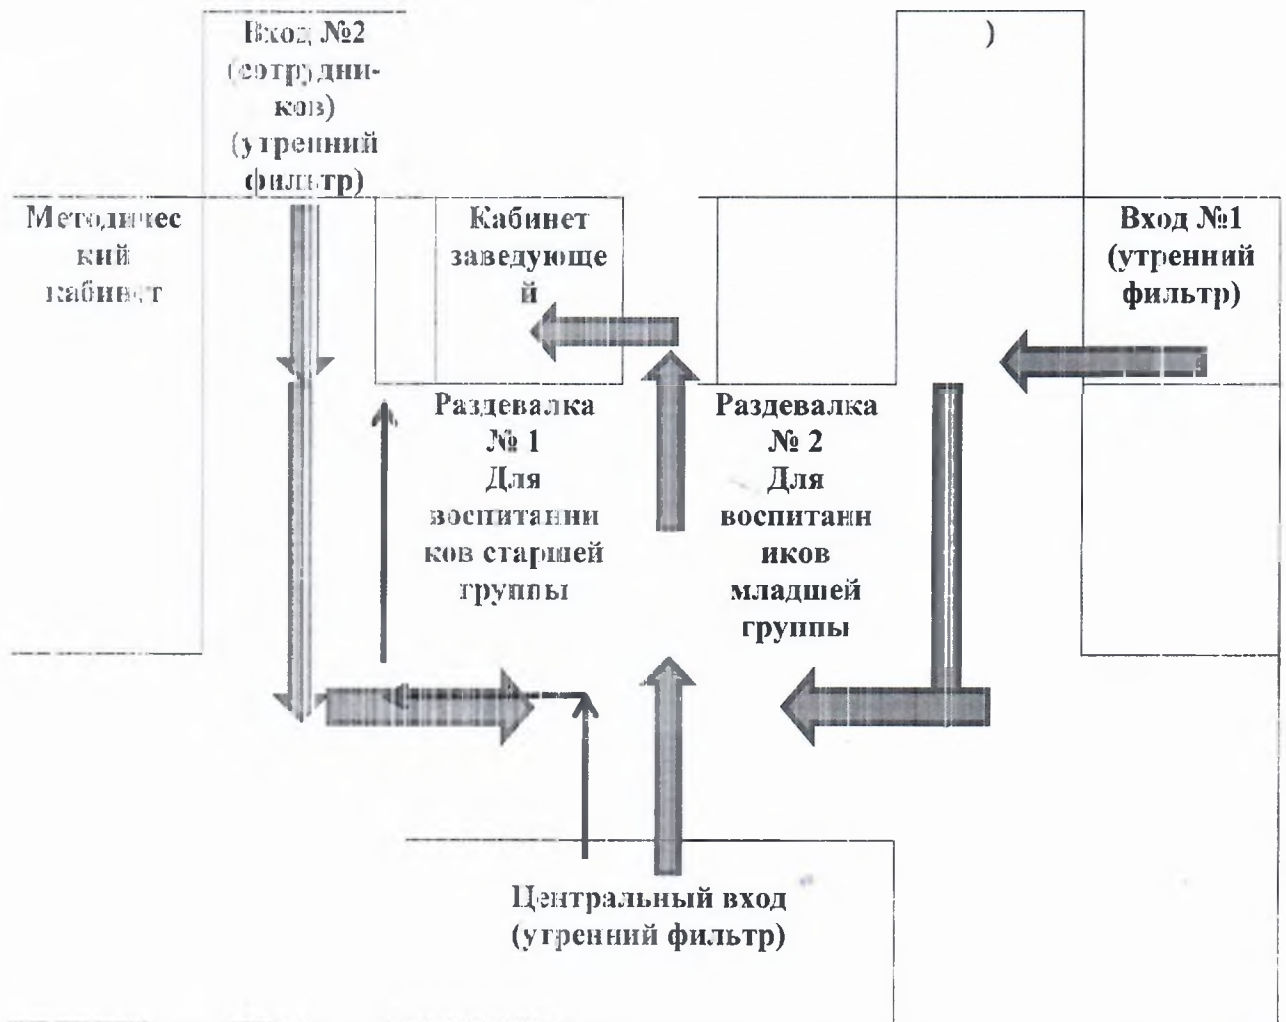 Вход №2
(сотрудни-
ков)
(утренний
фильтр)
)
Методичес
кий
кабинет
Кабинет
заведующе
й
Вход №1
(утренний
фильтр)
Раздевалка
№ 1
Для
воспитанни
ков старшей
группы
Раздевалка
№ 2
Для
воспитанн
иков
младшей
группы
Центральный вход
(утренний фильтр)